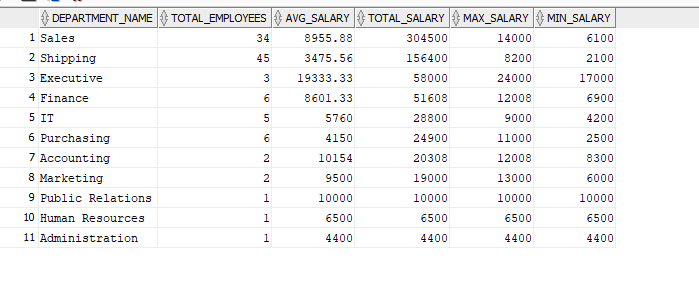 DEPARTMENT_NAME TOTAL_EMPLOYEES AVG_SALARY TOTAL_SALARY MAX_SALARY MIN_SALARY
1 Sales 34 8955.88 304500 14000 6100
2 Shipping 45 3475.56 156400 8200 2100
3 Executive 3 19333.33 58000 24000 17000
4 Finance 6 8601.33 51608 12008 6900
5 IT 5 5760 28800 9000 4200
6 Purchasing 6 4150 24900 11000 2500
7 Accounting 2 10154 20308 12008 8300
8 Marketing 2 9500 19000 13000 6000
9 Public Relations 1 10000 10000 10000 10000
10 Human Resources 1 6500 6500 6500 6500
11 Administration 1 4400 4400 4400 4400